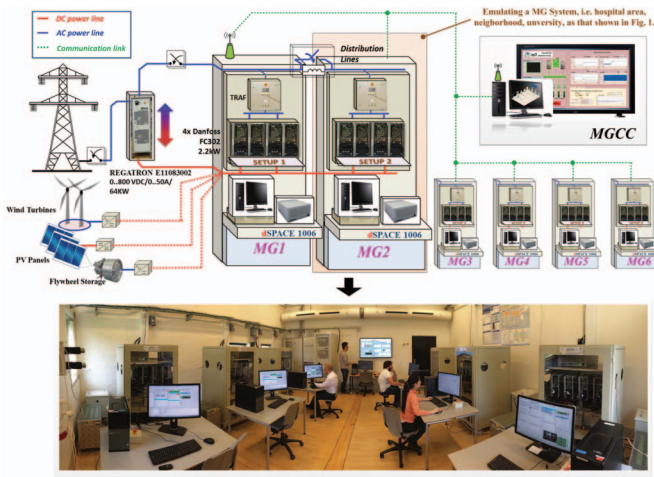 DC power line
AC power line
Communication link
Emulating a MG System, i.e. hospital area,
neigborhood, unversity, as that shown in Fig. 1.
Distribution
Lines
TRAF
4x Danfoss
FC302
2.2kW
SETUP 1
SETUP 2
MGCC
REGATRON E11083002
0..800 VDC/0..50A/
64KW
Wind Turbines
PV Panels
Flywheel Storage
dSPACE 1006
dSPACE 1006
MG1
MG2
MG3
MG4
MG5
MG6